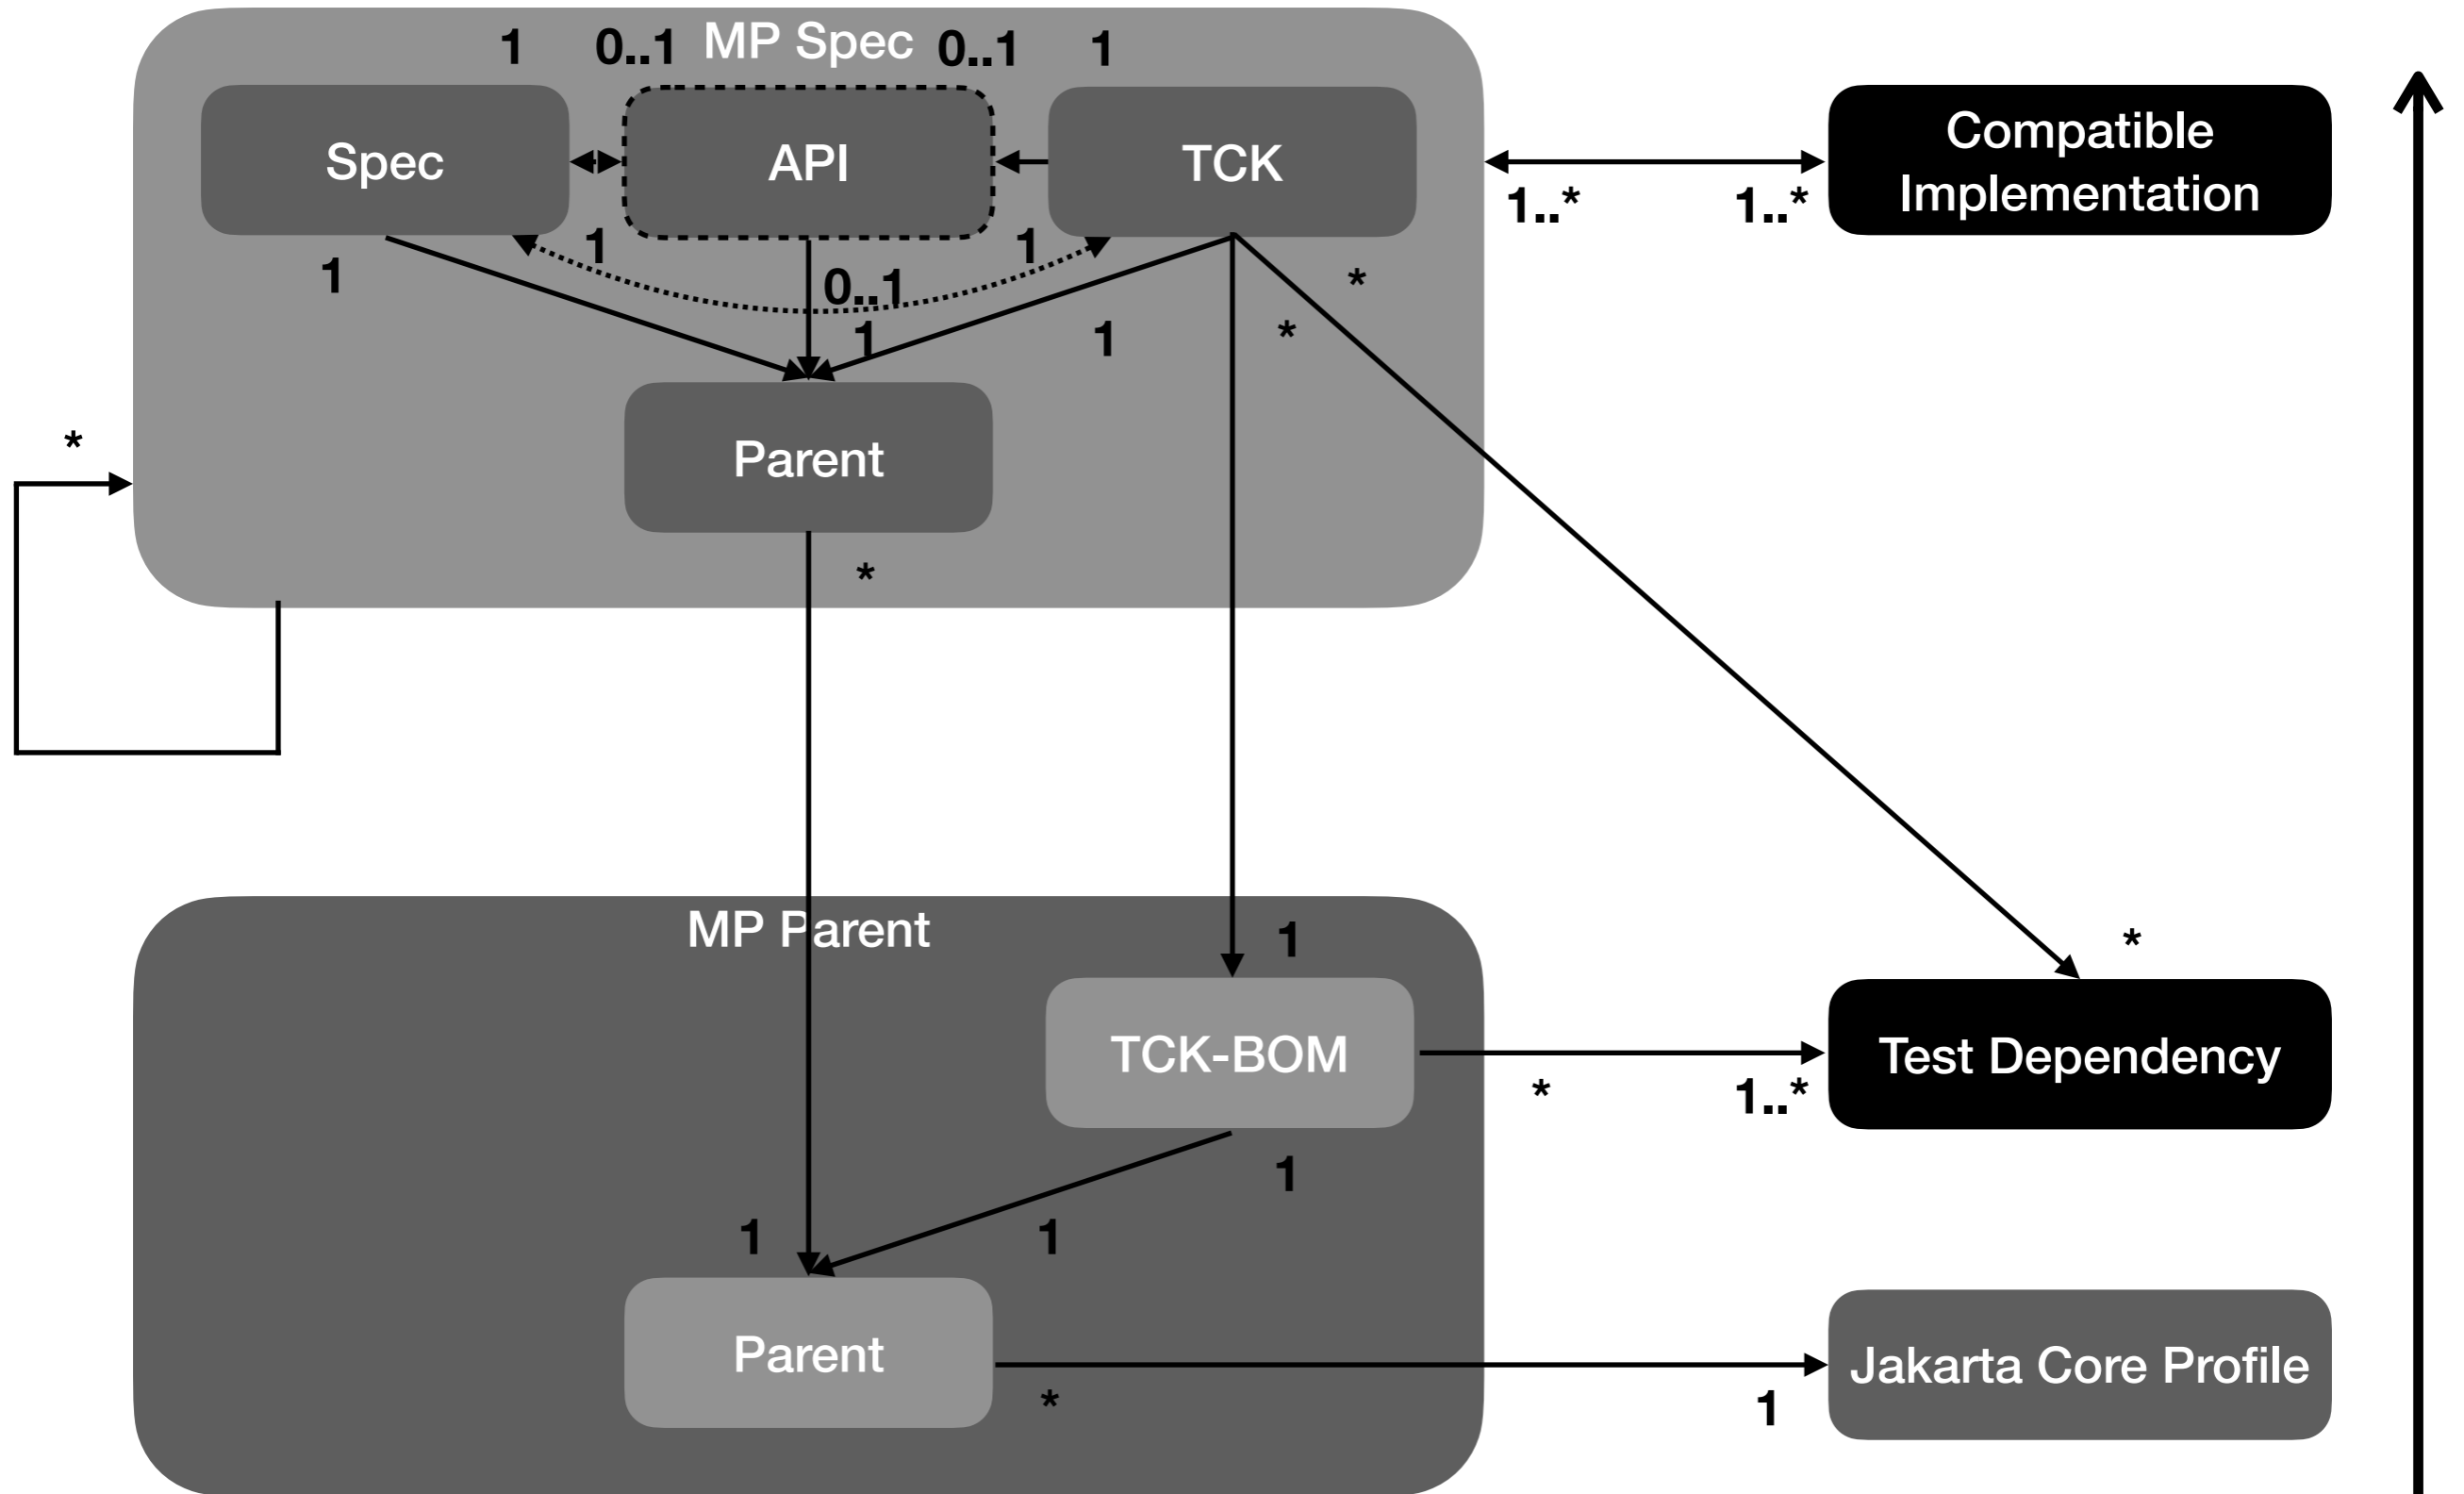 1 0..1 MP Spec 0..1 1
Spec
API
TCK
Compatible
Implementation
1..* 1..*
1 1
1 0..1 *
1 1 *
*
Parent
*
MP Parent
1 *
TCK-BOM
Test Dependency
* 1..*
1
1 1
Parent
Jakarta Core Profile
* 1